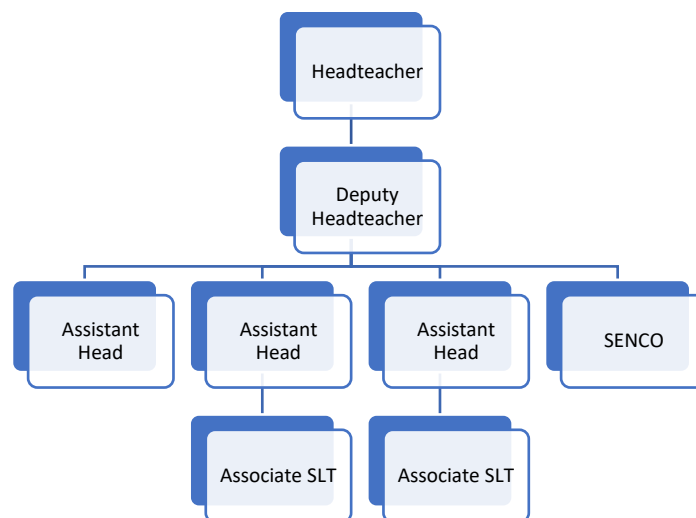 Headteacher
Deputy
Headteacher
Assistant
Head
Assistant
Head
Assistant
Head
SENCO
Associate SLT
Associate SLT